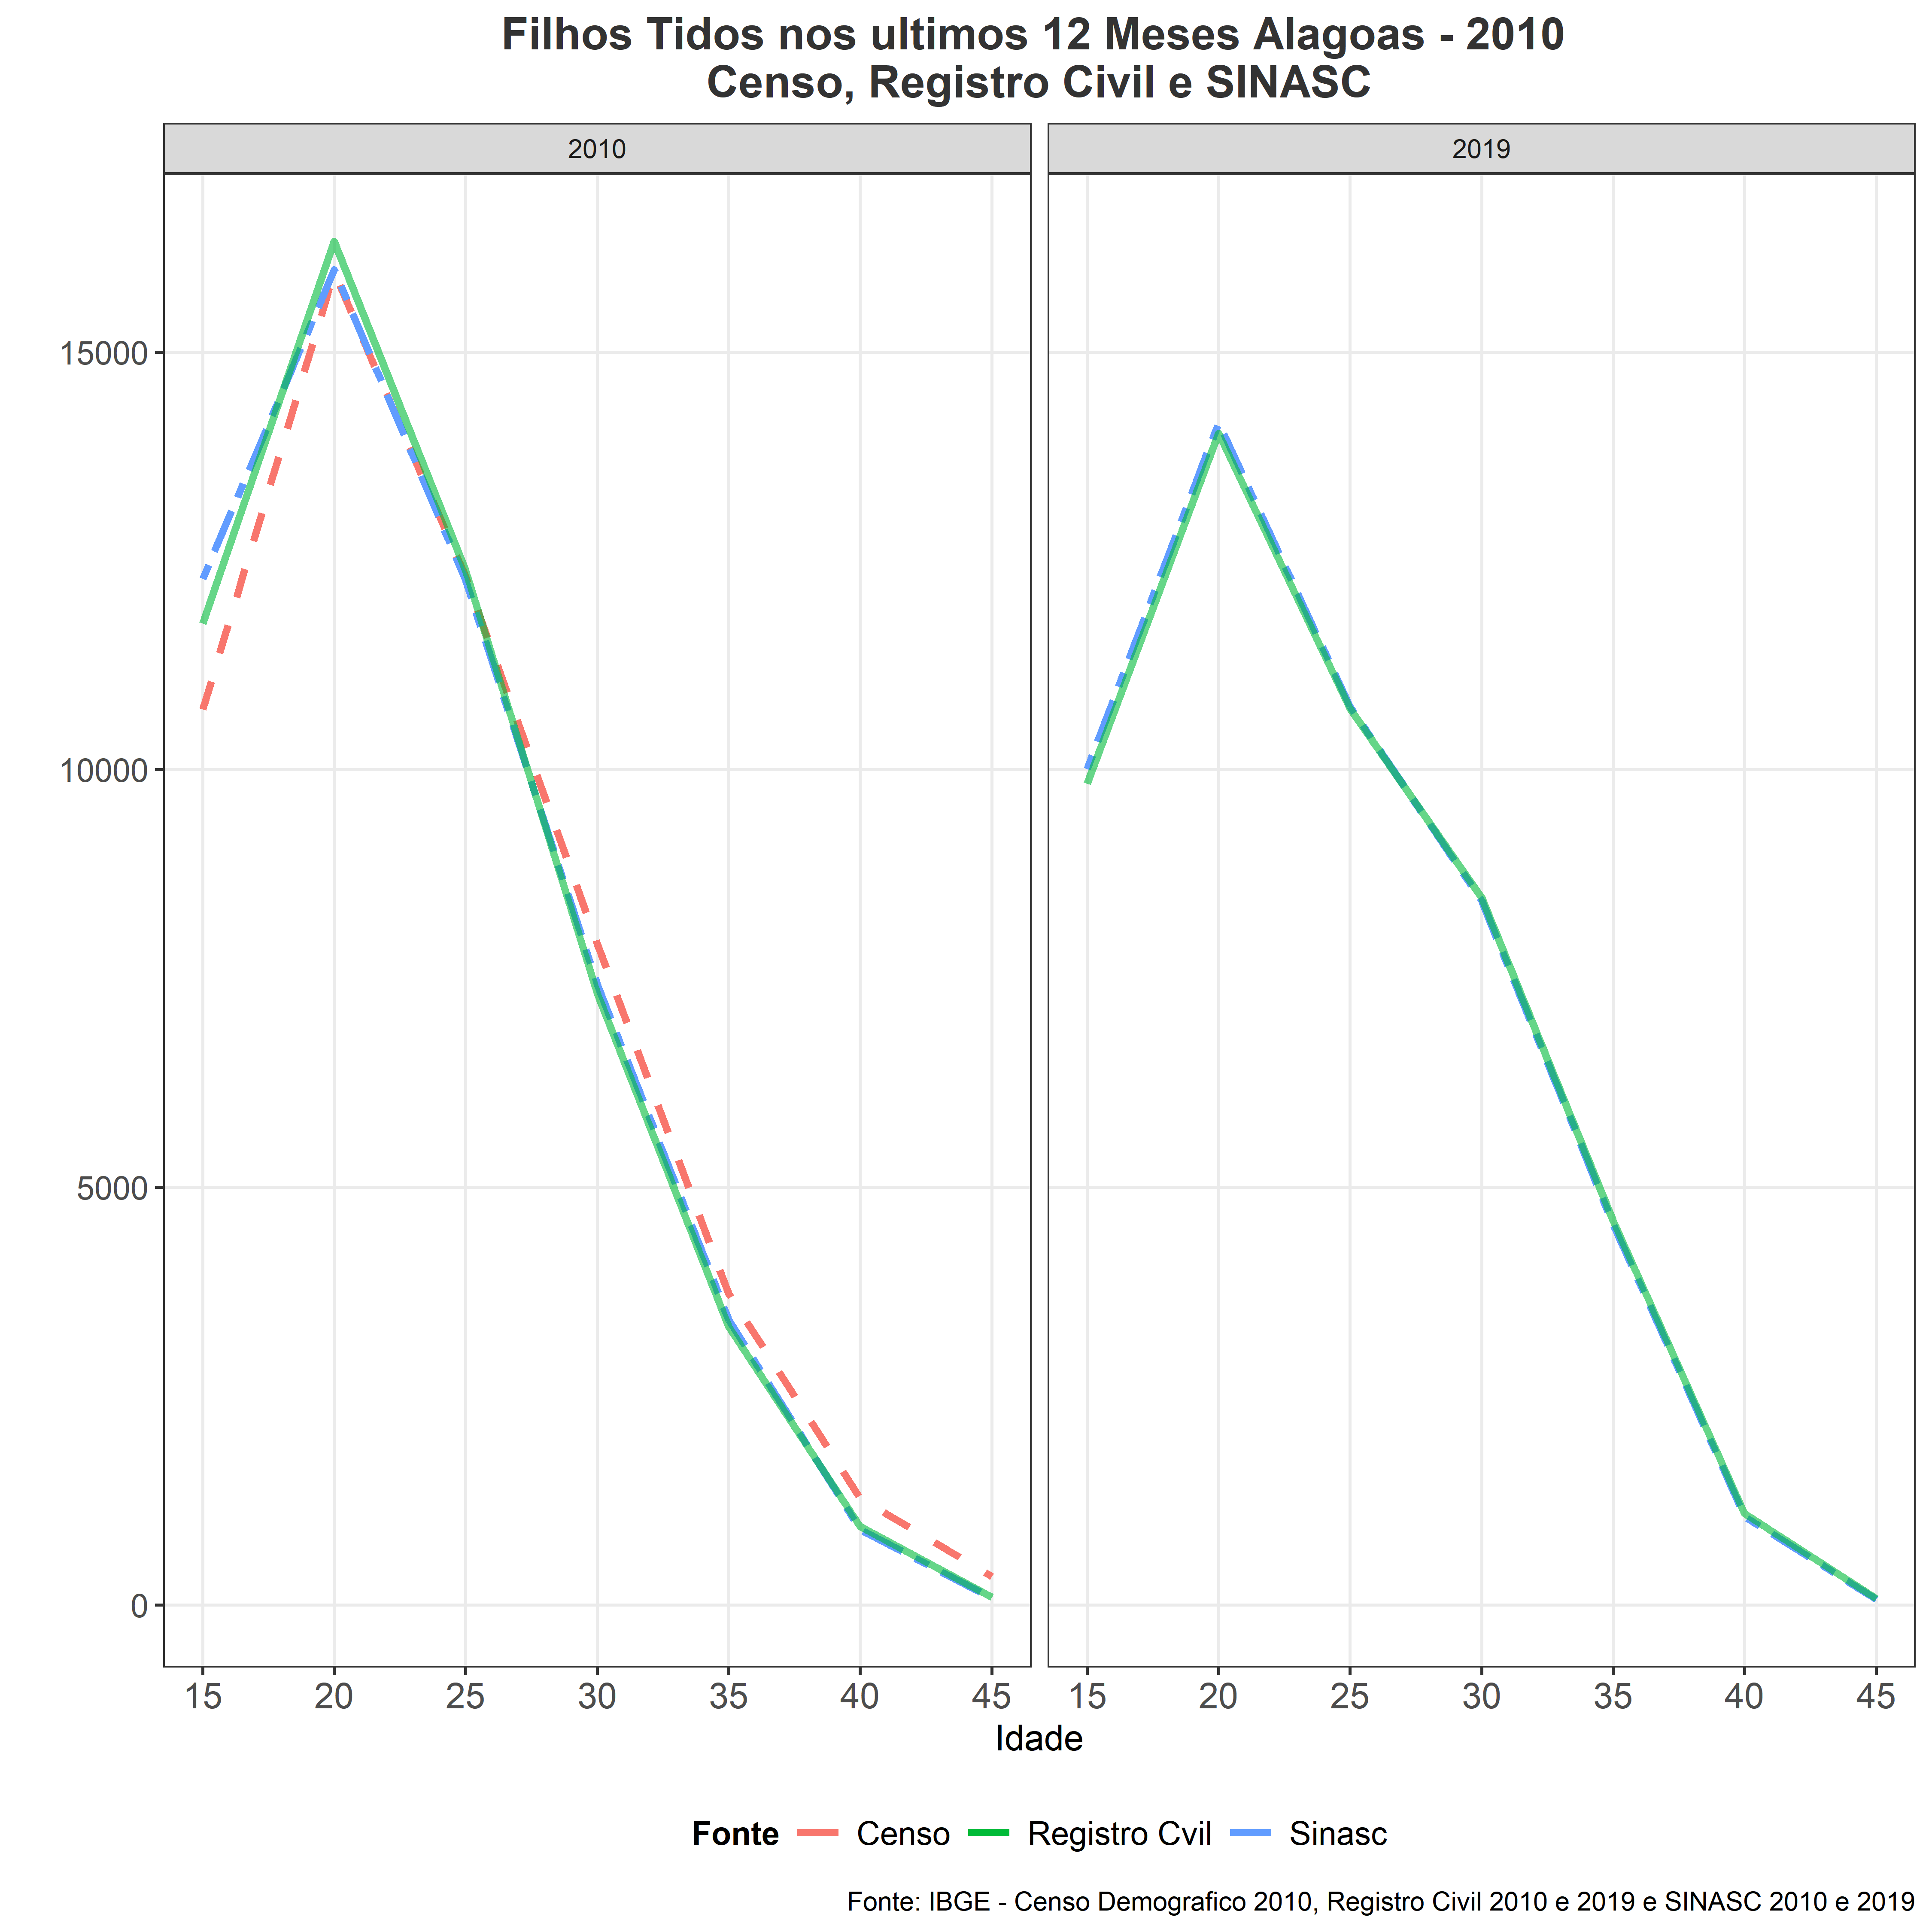 Filhos Tidos nos ultimos 12 Meses Alagoas - 2010
Censo, Registro Civil e SINASC
2010
2019
15000
10000
5000
0
15 20 25 30 35 40 45
15 20 25 30 35 40 45
Idade
Fonte Censo Registro Cvil Sinasc
Fonte: IBGE - Censo Demografico 2010, Registro Civil 2010 e 2019 e SINASC 2010 e 2019